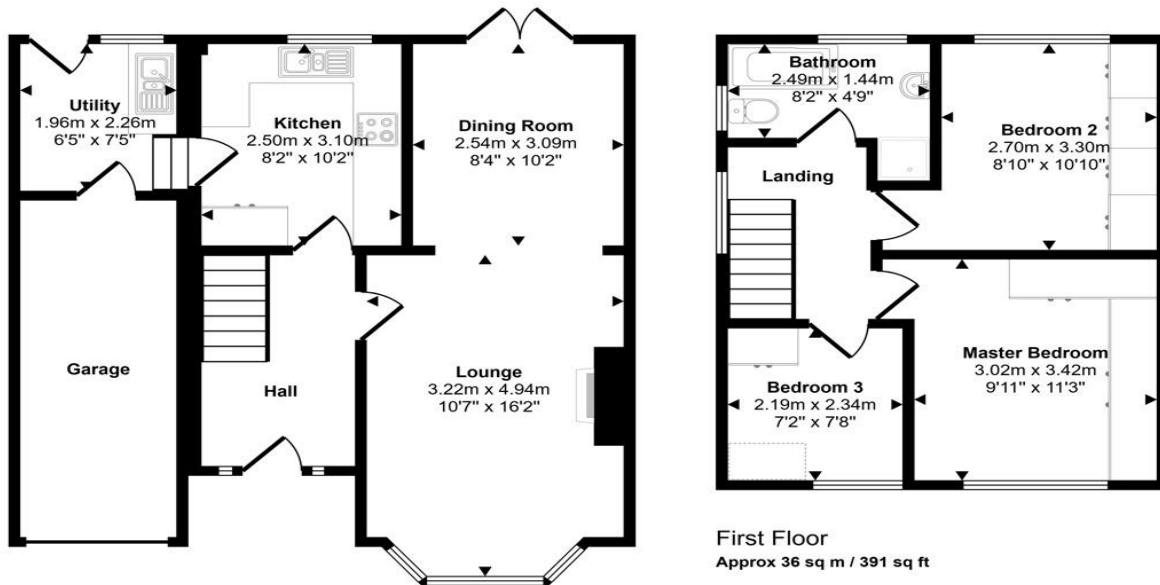 Utility
1.96m x 2.26m
6'5" x 7'5"
Kitchen
2.50m x 3.10m
8'2" x 10'2"
Dining Room
2.54m x 3.09m
8'4" x 10'2"
Garage
Hall
Lounge
3.22m x 4.94m
10'7" x 16'2"
Bathroom
2.49m x 1.44m
8'2" x 4'9"
Bedroom 2
2.70m x 3.30m
8'10" x 10'10"
Landing
Master Bedroom
3.02m x 3.42m
9'11" x 11'3"
Bedroom 3
2.19m x 2.34m
7'2" x 7'8"
First Floor
Approx 36 sq m / 391 sq ft